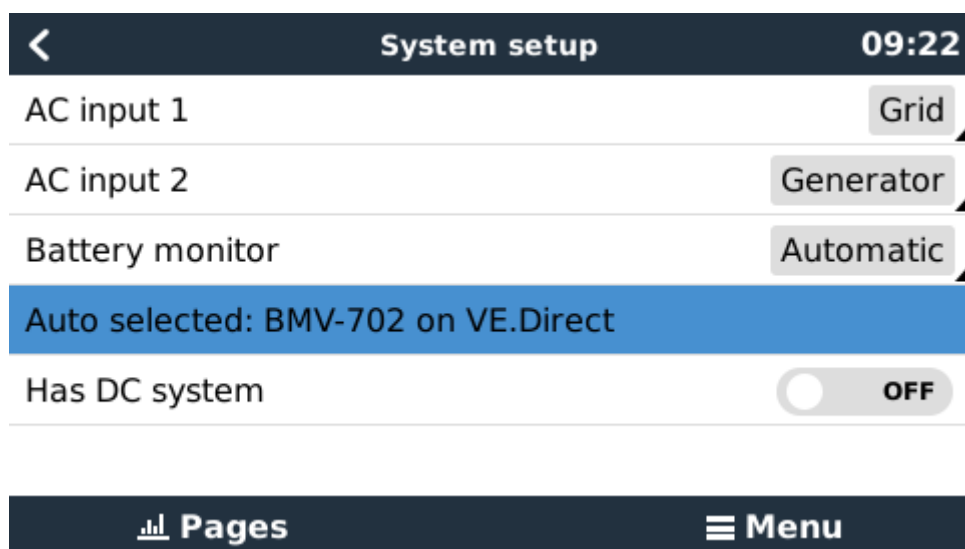 System setup 09:22
AC input 1 Grid
AC input 2 Generator
Battery monitor Automatic
Auto selected: BMV-702 on VE.Direct
Has DC system OFF
Pages Menu